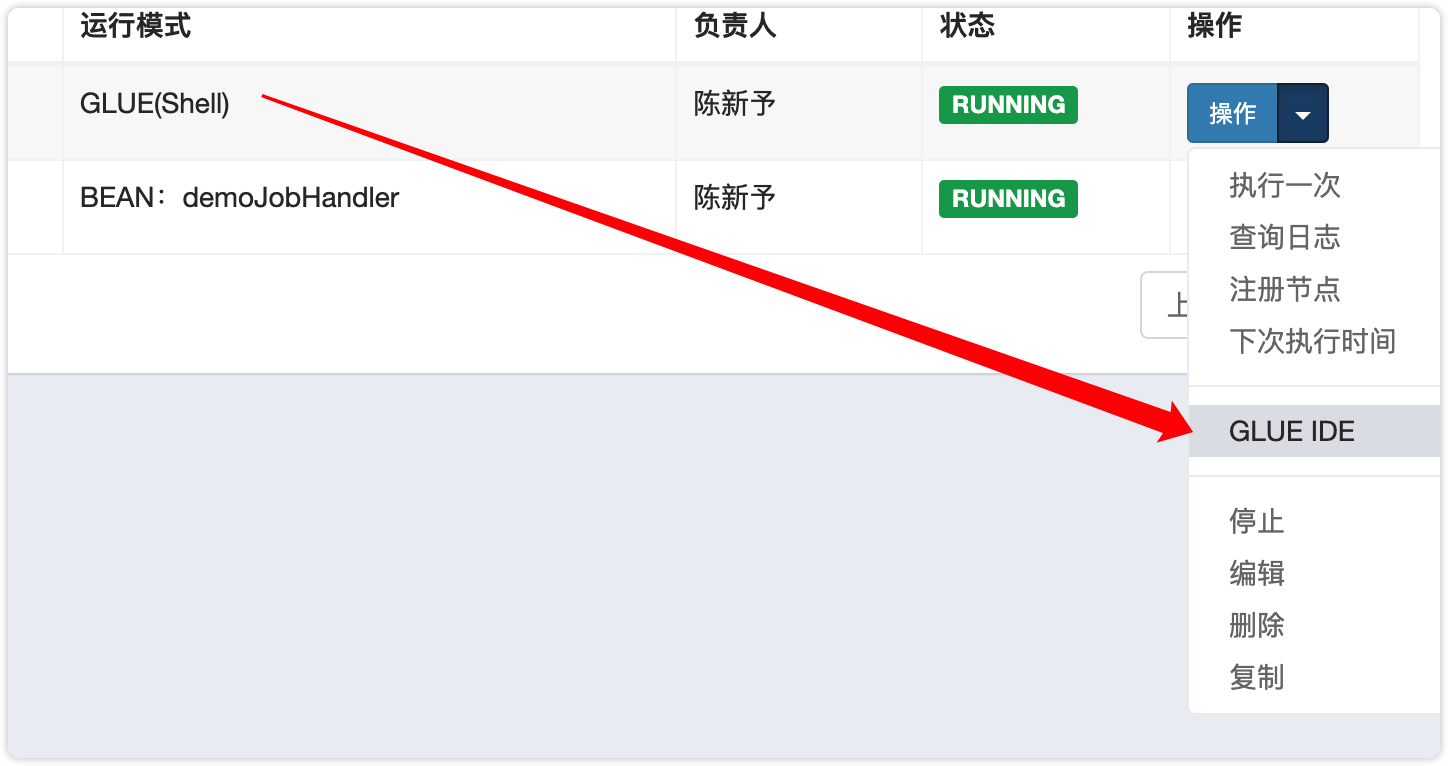 运行模式 负责人 状态 操作
GLUE(Shell) 陈新予 RUNNING 操作
BEAN：demoJobHandler 陈新予 RUNNING
执行一次
查询日志
注册节点
上
下次执行时间
GLUE IDE
停止
编辑
删除
复制